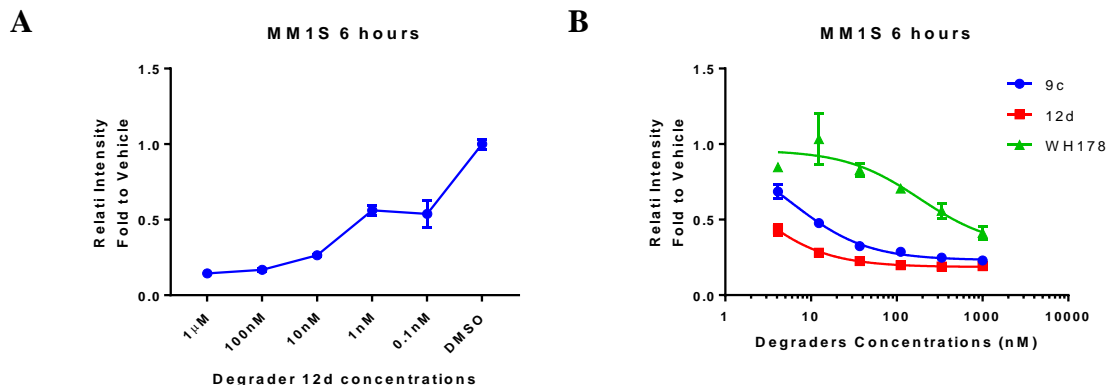 A
MM1S 6 hours
Relati Intensity
Fold to Vehicle
1.5
1.0
0.5
0.0
1μM
100nM
10nM
1nM
0.1nM
DMSO
Degrader 12d concentrations
B
MM1S 6 hours
Relati Intensity
Fold to Vehicle
1.5
1.0
0.5
0.0
1
10
100
1000
10000
Degraders Concentrations (nM)
9c
12d
WH178